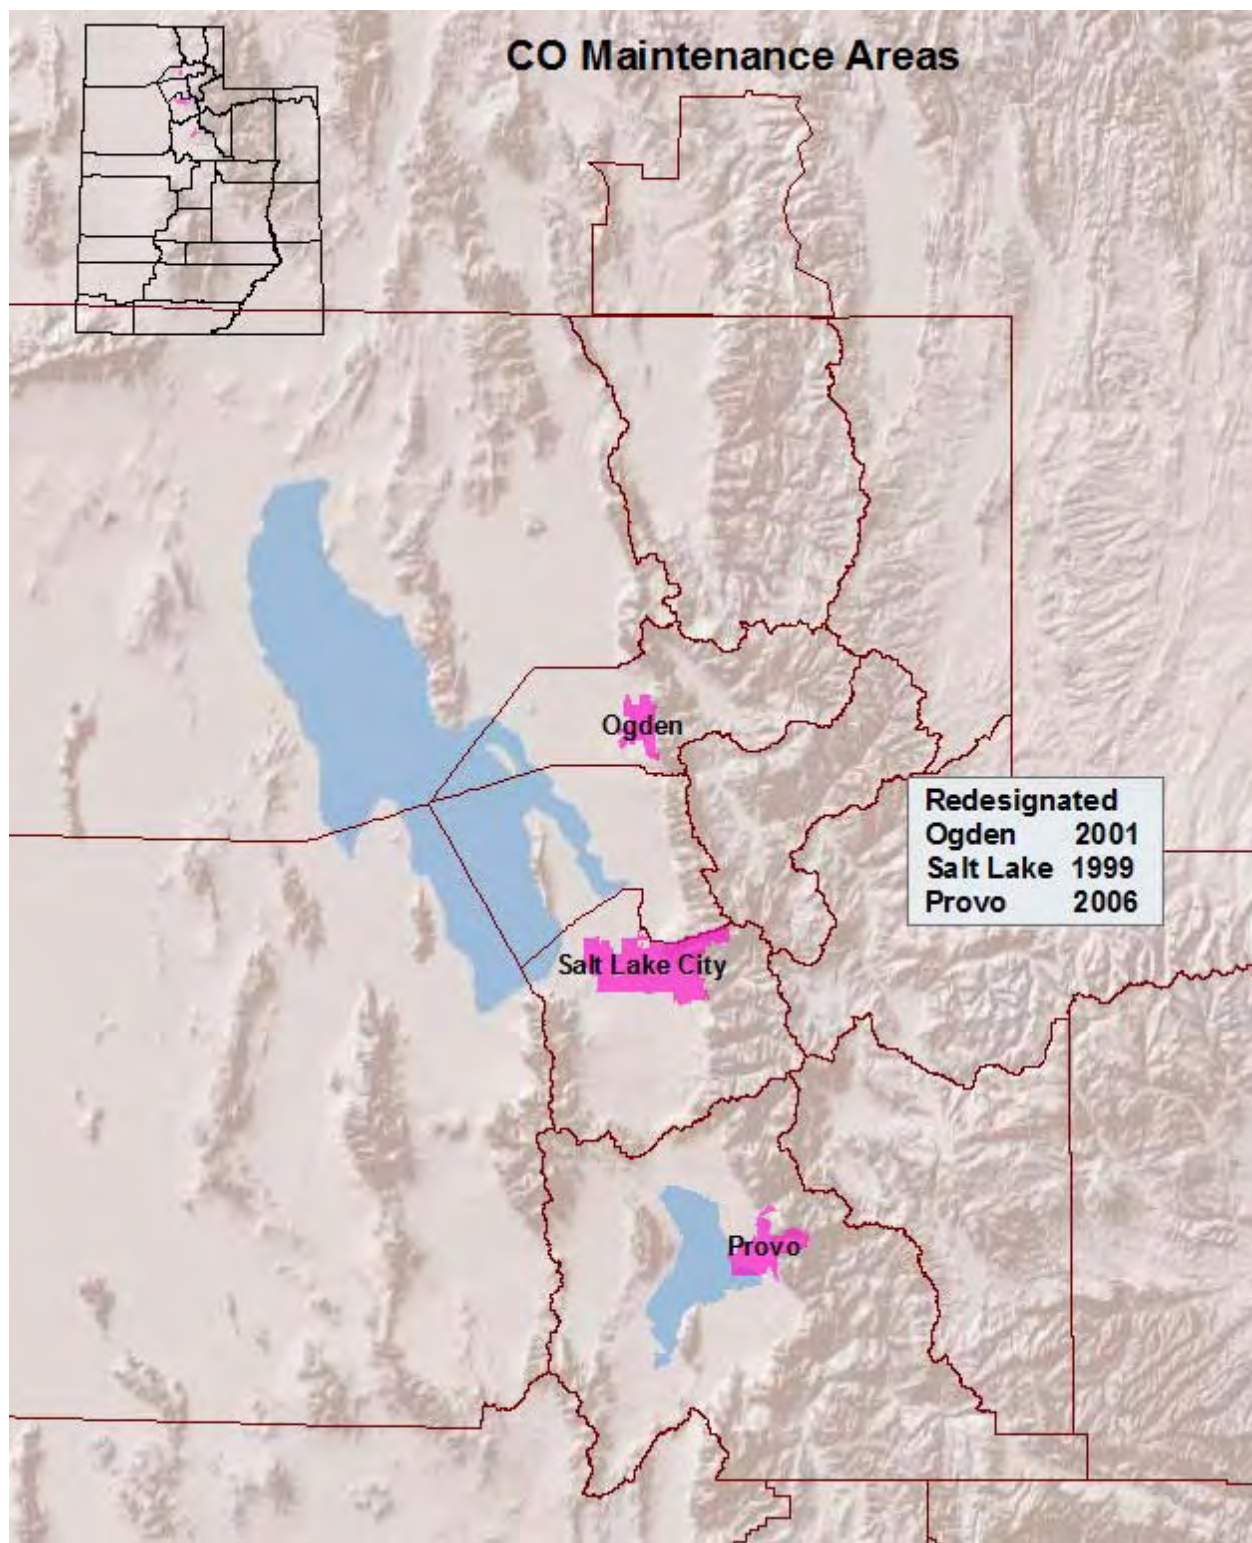 CO Maintenance Areas
Ogden
Redesignated
Ogden 2001
Salt Lake 1999
Provo 2006
Salt Lake City
Provo